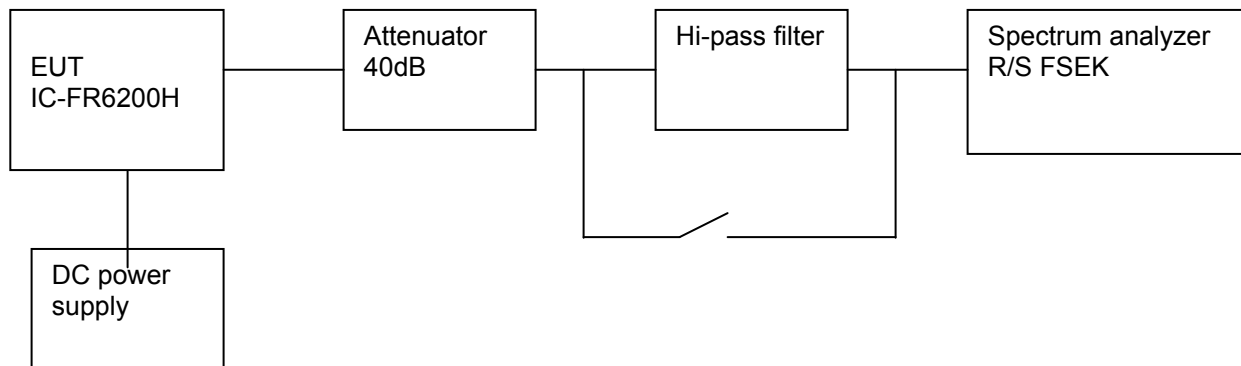 EUT
IC-FR6200H
Attenuator
40dB
Hi-pass filter
Spectrum analyzer
R/S FSEK
DC power
supply